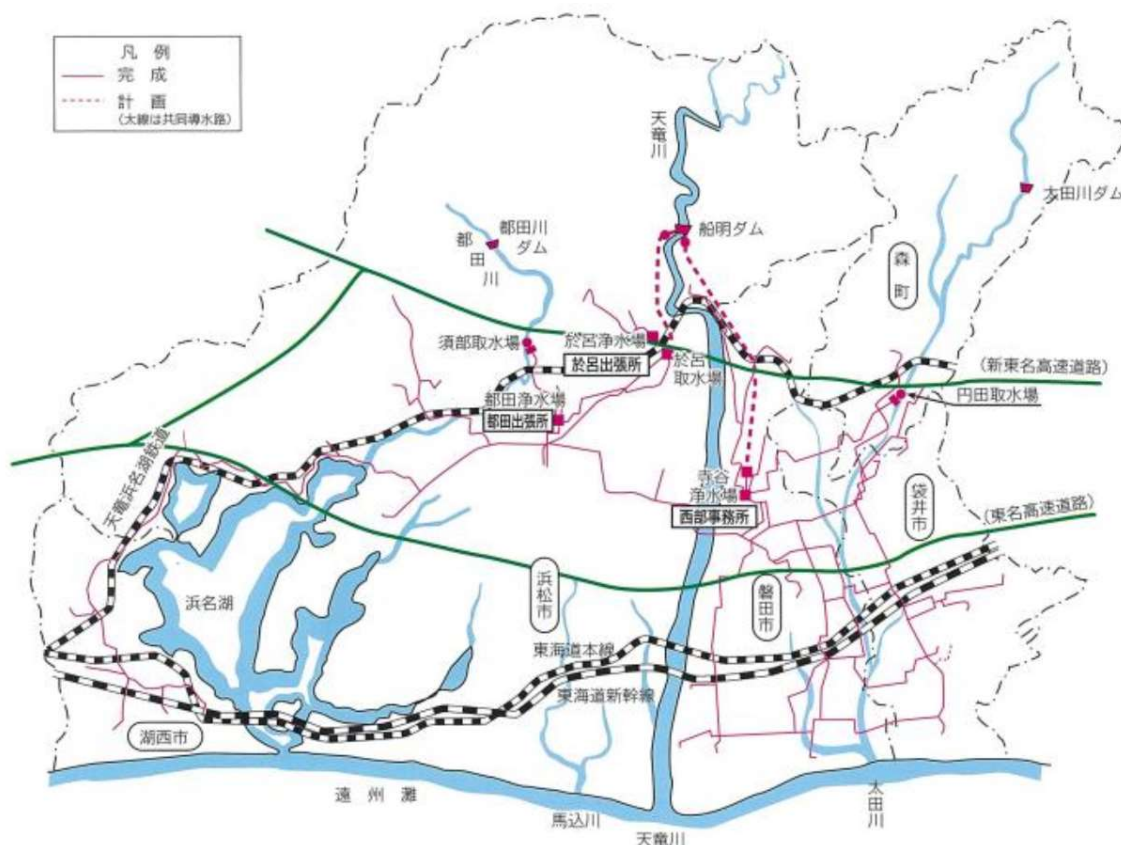 凡 例
完 成
計 画
(太線は共同導水路)
天竜川
太田川ダム
船明ダム
都田川
ダム
都田川
森町
須部取水場
於呂浄水場
於呂出張所
於呂
取水場
(新東名高速道路)
円田取水場
都田浄水場
都田出張所
天竜浜名湖鉄道
寺谷
浄水場
西部事務所
袋井市
(東名高速道路)
浜名湖
浜松市
磐田市
東海道本線
東海道新幹線
湖西市
遠 州 灘
馬込川
天竜川
太田川